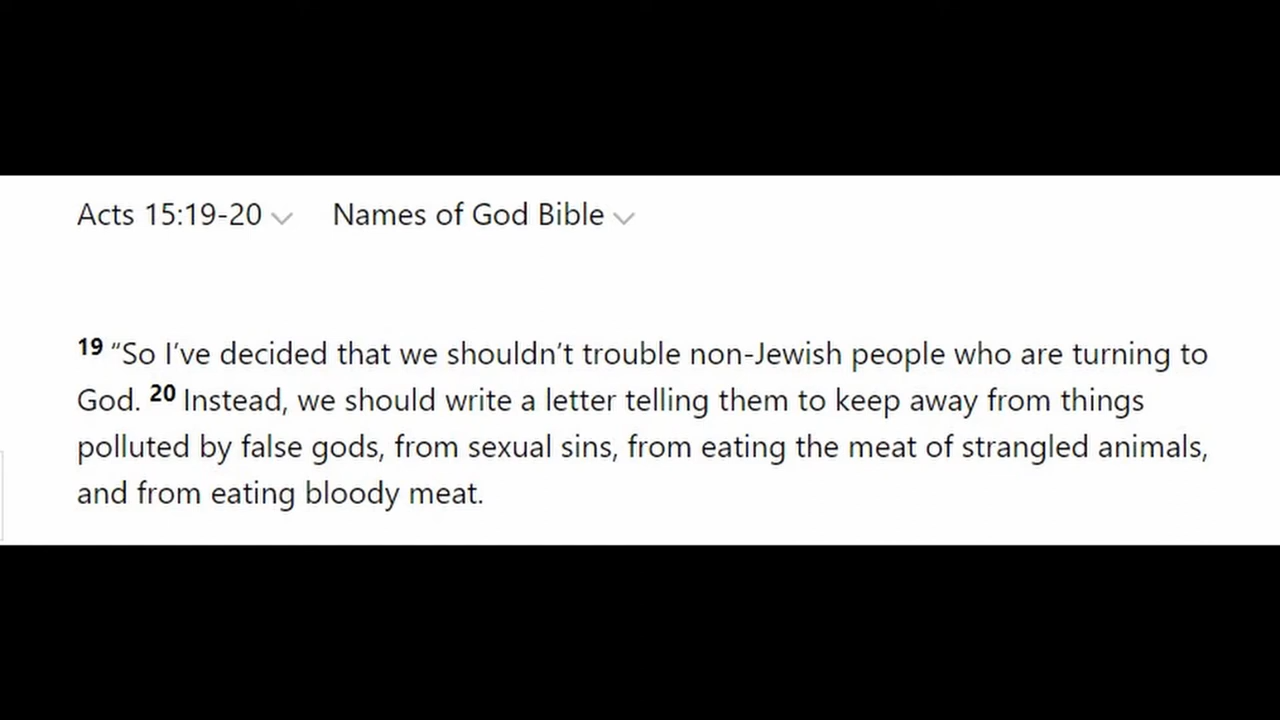 Acts 15:19-20 Names of God Bible
19 “So I’ve decided that we shouldn’t trouble non-Jewish people who are turning to
God. 20 Instead, we should write a letter telling them to keep away from things
polluted by false gods, from sexual sins, from eating the meat of strangled animals,
and from eating bloody meat.